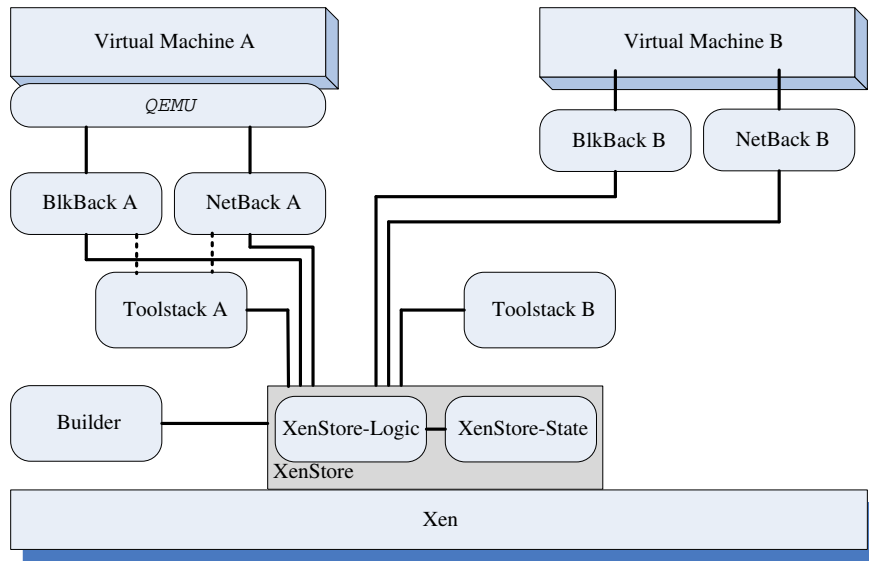 Virtual Machine A
Virtual Machine B
QEMU
BlkBack B
NetBack B
BlkBack A
NetBack A
Toolstack A
Toolstack B
Builder
XenStore-Logic
XenStore-State
XenStore
Xen